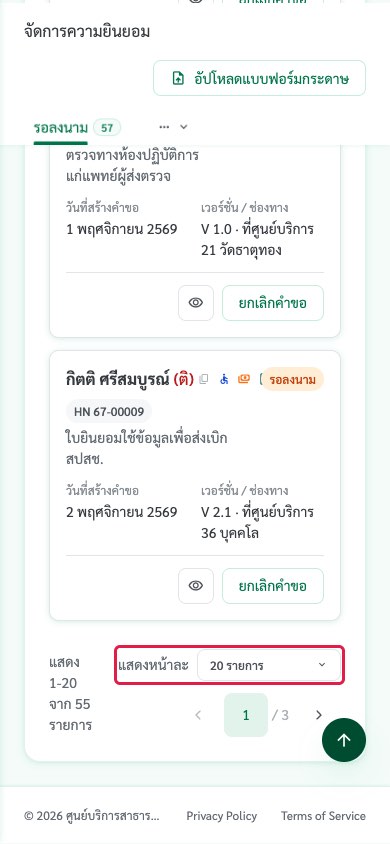 จัดการความยินยอม
อัปโหลดแบบฟอร์มกระดาษ
รอลงนาม 57 ...
ตรวจทางห้องปฏิบัติการ
แก่แพทย์ผู้ส่งตรวจ
วันที่สร้างคำขอ เวอร์ชั่น / ช่องทาง
1 พฤศจิกายน 2569 V 1.0 · ที่ศูนย์บริการ
21 วัดธาตุทอง
ยกเลิกคำขอ
กิตติ ศรีสมบูรณ์ (ติ) รอลงนาม
HN 67-00009
ใบยินยอมใช้ข้อมูลเพื่อส่งเบิก
สปสช.
วันที่สร้างคำขอ เวอร์ชั่น / ช่องทาง
2 พฤศจิกายน 2569 V 2.1 · ที่ศูนย์บริการ
36 บุคคโล
ยกเลิกคำขอ
แสดง
1-20
จาก 55
รายการ
แสดงหน้าละ 20 รายการ
1 / 3
© 2026 ศูนย์บริการสาธาร... Privacy Policy Terms of Service